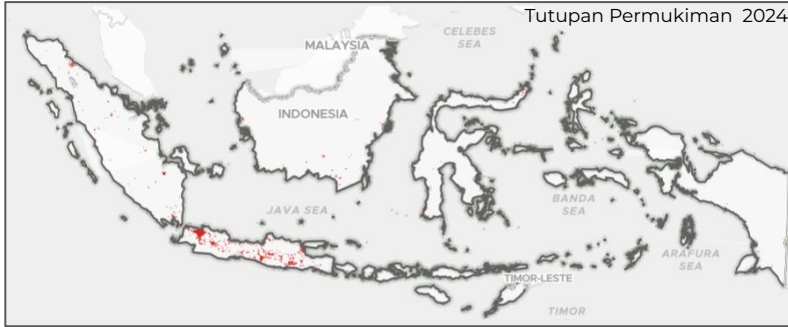 Tutupan Permukiman  2024
CELEBES
SEA
MALAYSIA
INDONESIA
JAVA SEA
BANDA
SEA
ARAFURA
SEA
TIMOR-LESTE
TIMOR